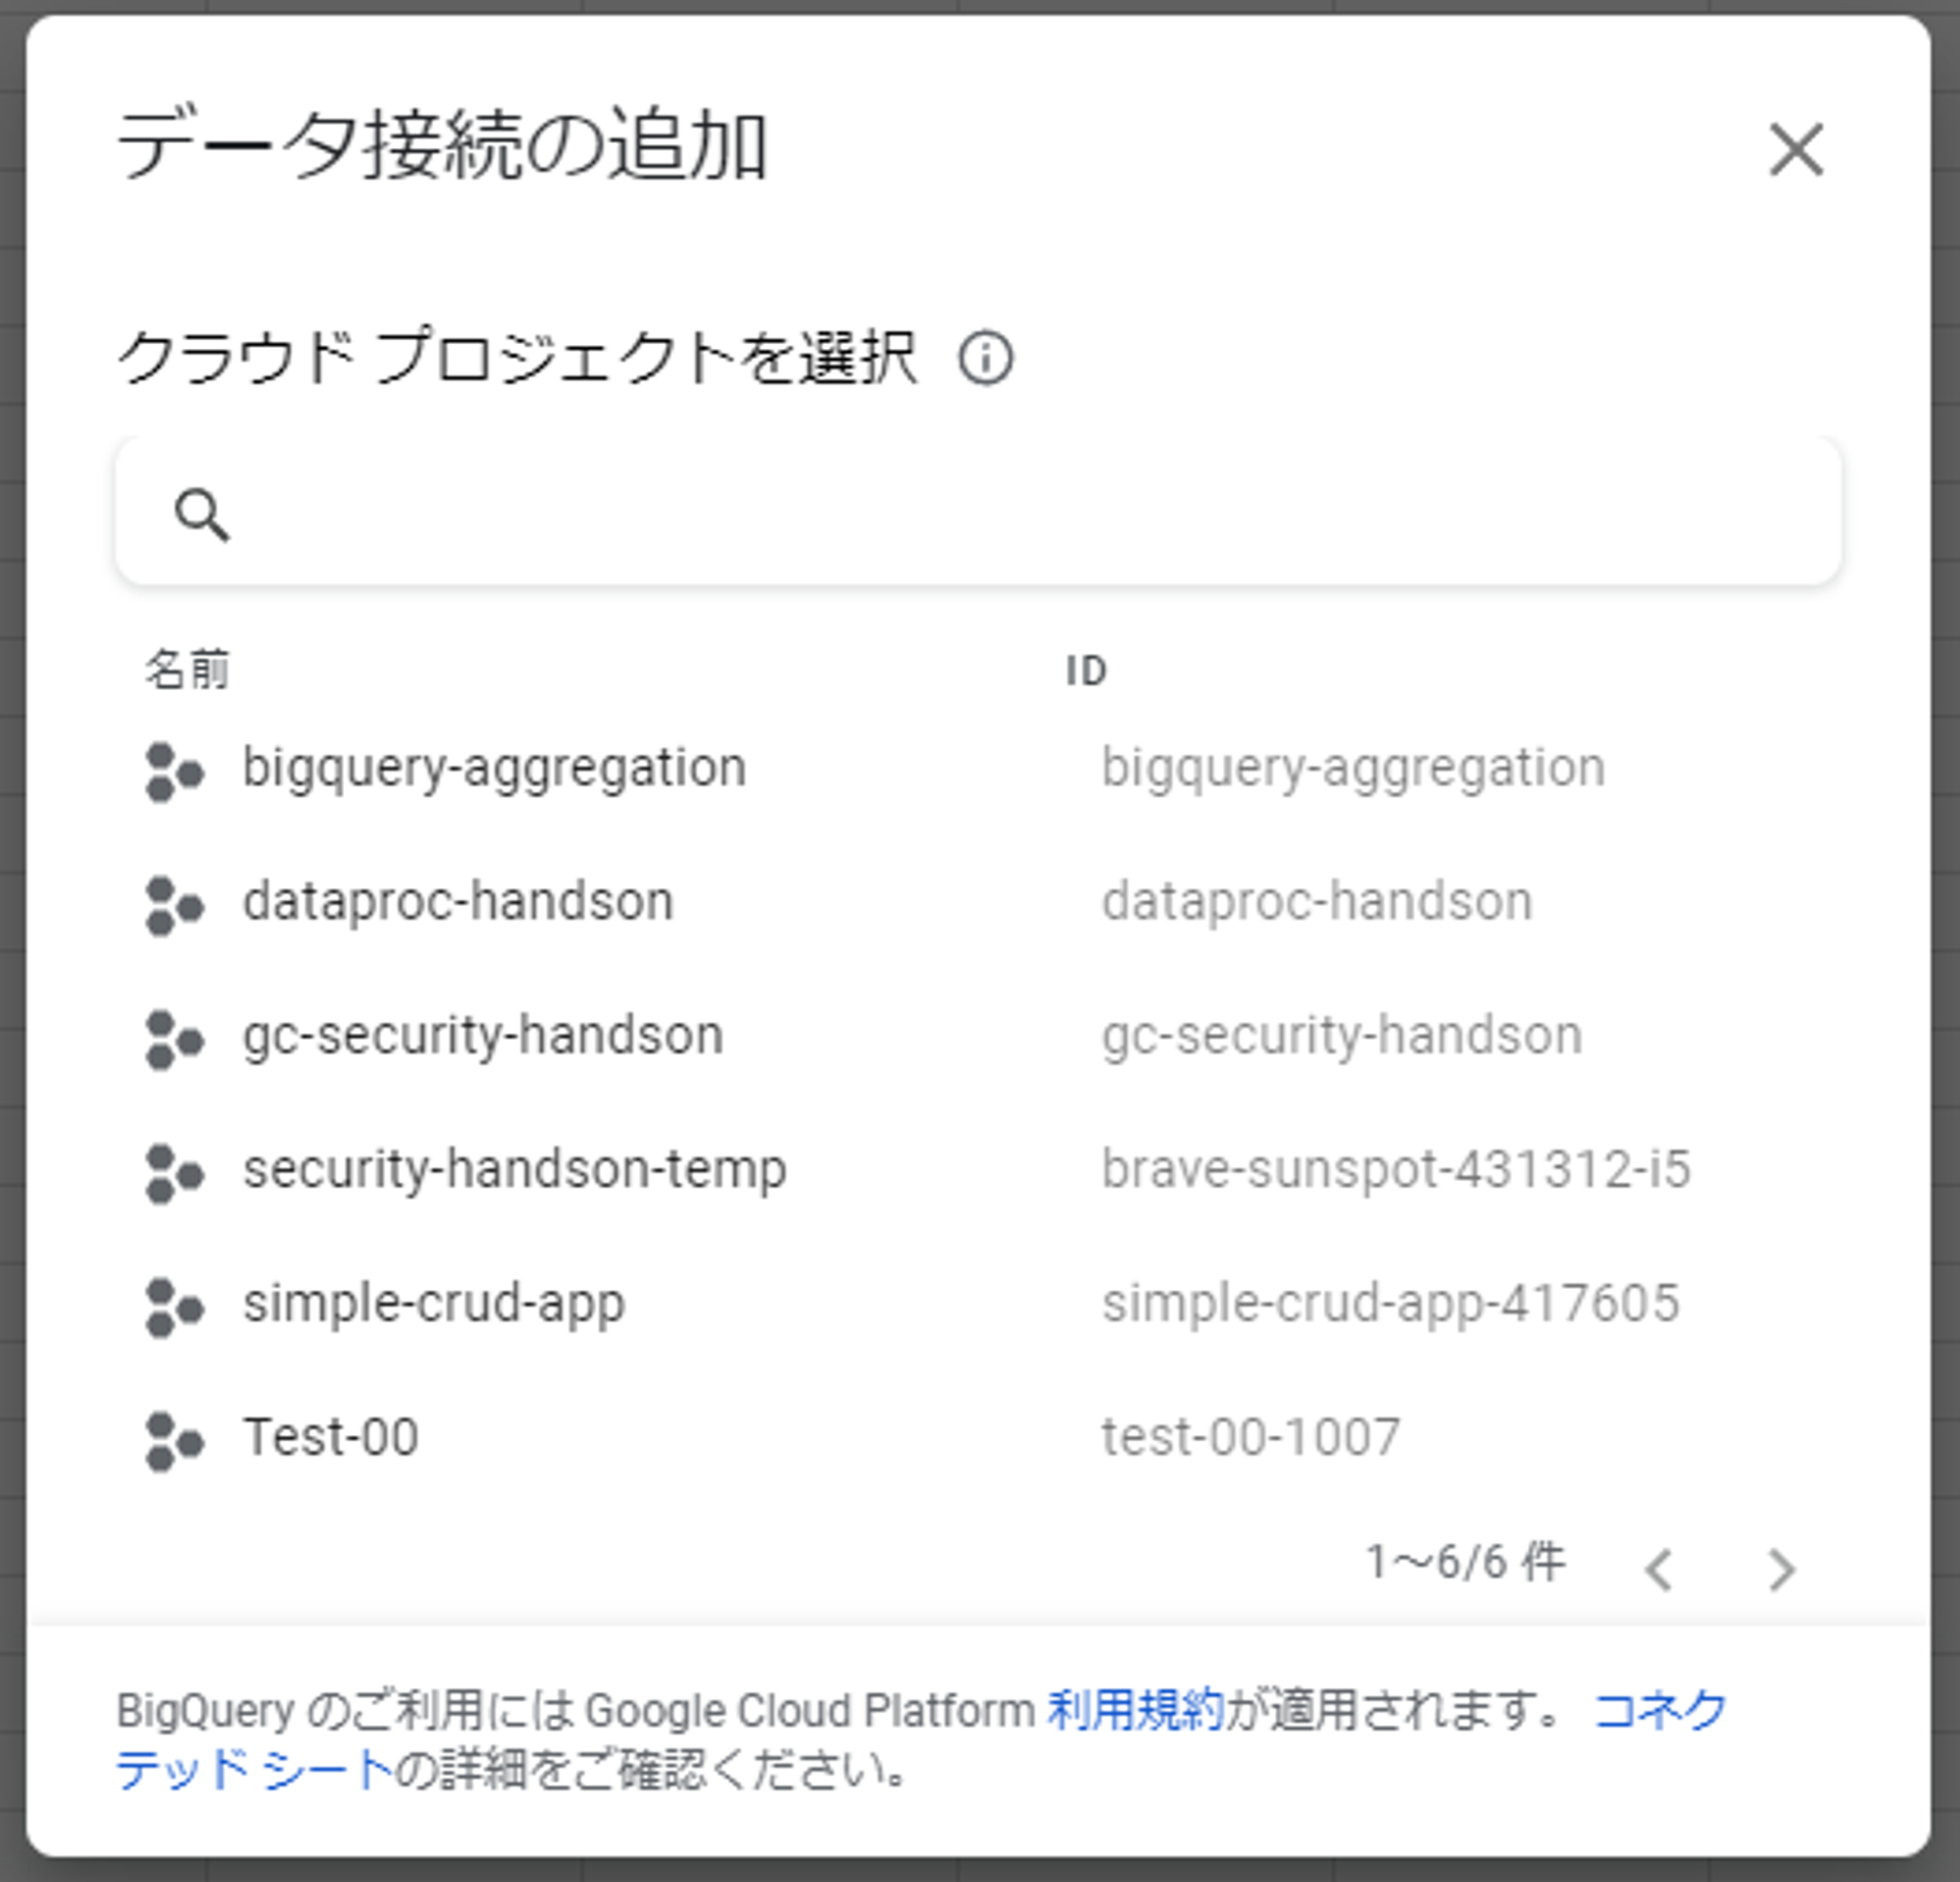 データ接続の追加
クラウド プロジェクトを選択
名前 ID
bigquery-aggregation bigquery-aggregation
dataproc-handson dataproc-handson
gc-security-handson gc-security-handson
security-handson-temp brave-sunspot-431312-i5
simple-crud-app simple-crud-app-417605
Test-00 test-00-1007
1～6/6 件
BigQuery のご利用には Google Cloud Platform 利用規約が適用されます。 コネク
テッド シートの詳細をご確認ください。